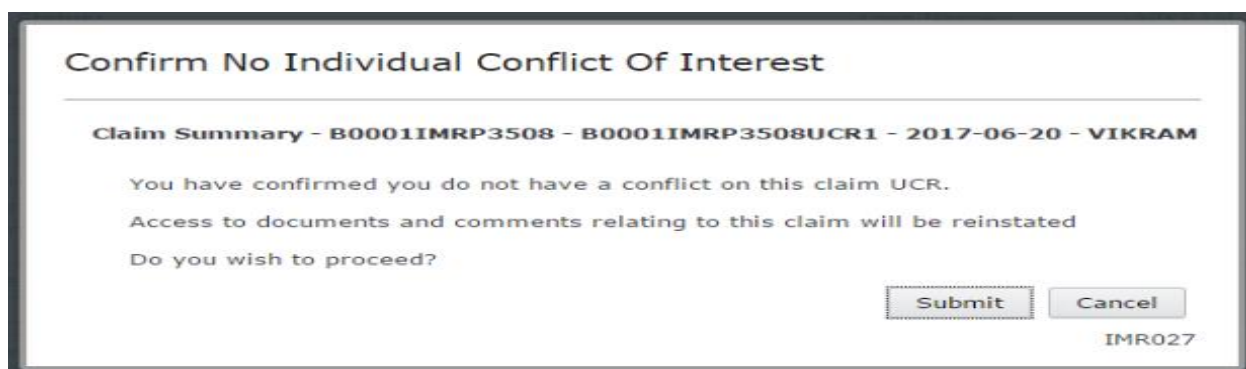 Confirm No Individual Conflict Of Interest
Claim Summary - B0001IMRP3508 - B0001IMRP3508UCR1 - 2017-06-20 - VIKRAM
You have confirmed you do not have a conflict on this claim UCR.
Access to documents and comments relating to this claim will be reinstated
Do you wish to proceed?
Submit Cancel
IMR027